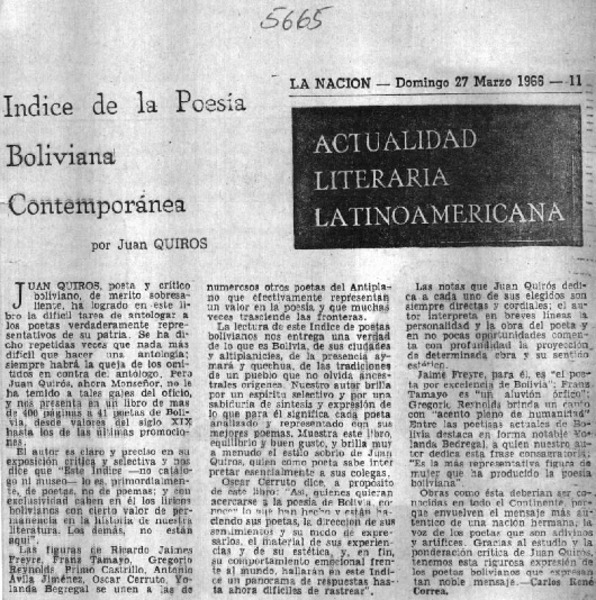 5665
LA NACION — Domingo 27 Marzo 1966 — 11
Indice de la Poesía
Boliviana
Contemporánea
por Juan QUIROS
ACTUALIDAD
LITERARIA
LATINOAMERICANA
JUAN QUIROS, poeta y crítico
boliviano, de mérito sobresa-
liente, ha logrado en este li-
bro la difícil tarea de antologar a
los poetas verdaderamente repre-
sentativos de su patria. Se ha di-
cho repetidas veces que nada más
difícil que hacer una antología;
siempre habrá la queja de los omi-
tidos en contra del antólogo. Pero
Juan Quirós, ahora Monseñor, no le
ha temido a tales gajes del oficio,
y nos presenta en un libro de más
de 400 páginas a 41 poetas de Boli-
via, desde valores del siglo XIX
hasta los de las últimas promocio-
nes.
El autor es claro y preciso en su
exposición crítica y selectiva y nos
dice que "Este Indice —no catálo-
go ni museo— lo es, primordialmen-
te, de poetas, no de poemas; y con
exclusividad caben en él los líricos
bolivianos con cierto valor de per-
manencia en la historia de nuestra
literatura. Los demás, no están
aquí".
Las figuras de Ricardo Jaimes
Freyre, Franz Tamayo, Gregorio
Reynolds, Primo Castrillo, Antonio
Avila Jiménez, Oscar Cerruto, Yo-
landa Bedregal se unen a las de
numerosos otros poetas del Antipla-
no que efectivamente representan
un valor en la poesía y que muchas
veces trasciende las fronteras.
La lectura de este Indice de poetas
bolivianos nos entrega una verdad
de lo que es Bolivia, de sus ciudades
y altiplanicies, de la presencia aymará
y quechua, de las tradiciones
de un pueblo que no olvida ances-
trales orígenes. Nuestro autor brilla
por un espíritu selectivo y por una
sabiduría de síntesis y expresión de
lo que para él significa, cada poeta
analizado y representado con sus
mejores poemas. Muestra este libro,
equilibrio y buen gusto, y brilla muy
a menudo el estilo sobrio de Juan
Quiros, quien como poeta sabe inter
pretar esencialmente a sus colegas.
Oscar Cerruto dice, a propósito
de este libro: "Así, quienes quieran
acercarse a la poesía de Bolivia, co-
nocer lo que han hecho y están ha-
ciendo sus poetas, la dirección de sus
sentimientos y su modo de expre-
sarlos, el material de sus experien-
cias y de su estética, y, en fin,
su comportamiento emocional fren-
te al mundo, hallarán en este Indi-
ce un panorama de respuestas has-
ta ahora difíciles de rastrear".
Las notas que Juan Quirós dedi-
ca a cada uno de sus elegidos son
siempre directas y cordiales; el au-
tor interpreta en breves líneas la
personalidad y la obra del poeta y
en no pocas oportunidades comen-
ta con profundidad la proyección
de determinada obra y su sentido
estético.
Jaime Freyre, para él, es "el poe-
ta por excelencia de Bolivia"; Franz
Tamayo es "un aluvión órfico";
Gregork Reynolds brinda un canto
con "acento pleno de humanidad".
Entre las poetisas actuales de Bo-
livia destaca en forma notable Yo-
landa Bedregal, a quien nuestro au-
tor dedica esta frase consagratoria:
"Es la más representativa figura de
mujer que ha producido la poesía
boliviana".
Obras como ésta deberían ser co-
nocidas en todo el Continente, por-
que envuelven el mensaje más au-
téntico de una nación hermana; la
voz de los poetas que son adivinos
y artífices. Gracias al estudio y la
ponderación crítica de Juan Quirós,
tenemos esta rigurosa expresión de
los poetas bolivianos que expresan
tan noble mensaje.—Carlos René
Correa.